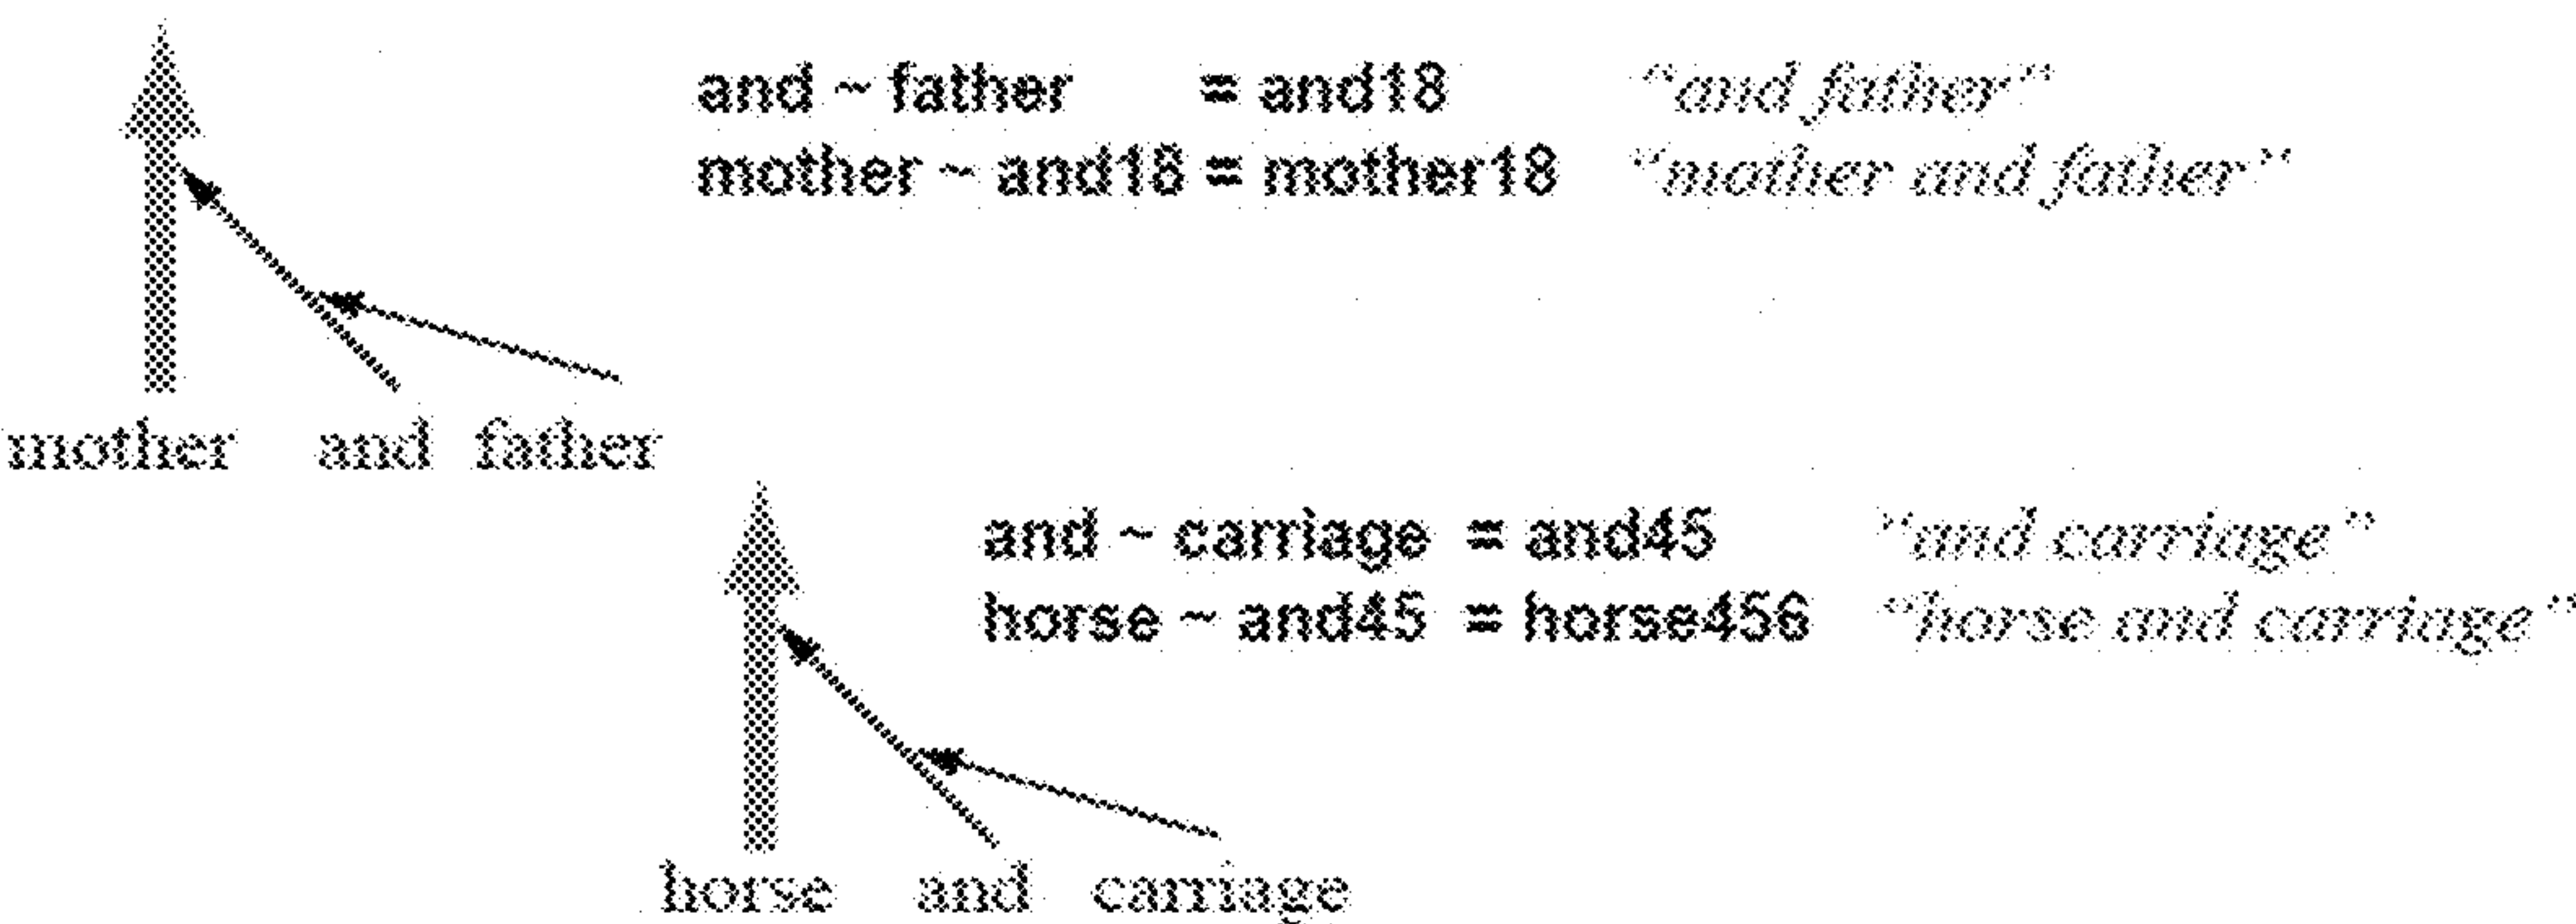 and ~ father = and18 "and father"
mother ~ and18 = mother18 "mother and father"
mother and father
and ~ carriage = and45 "and carriage"
horse ~ and45 = horse456 "horse and carriage"
horse and carriage